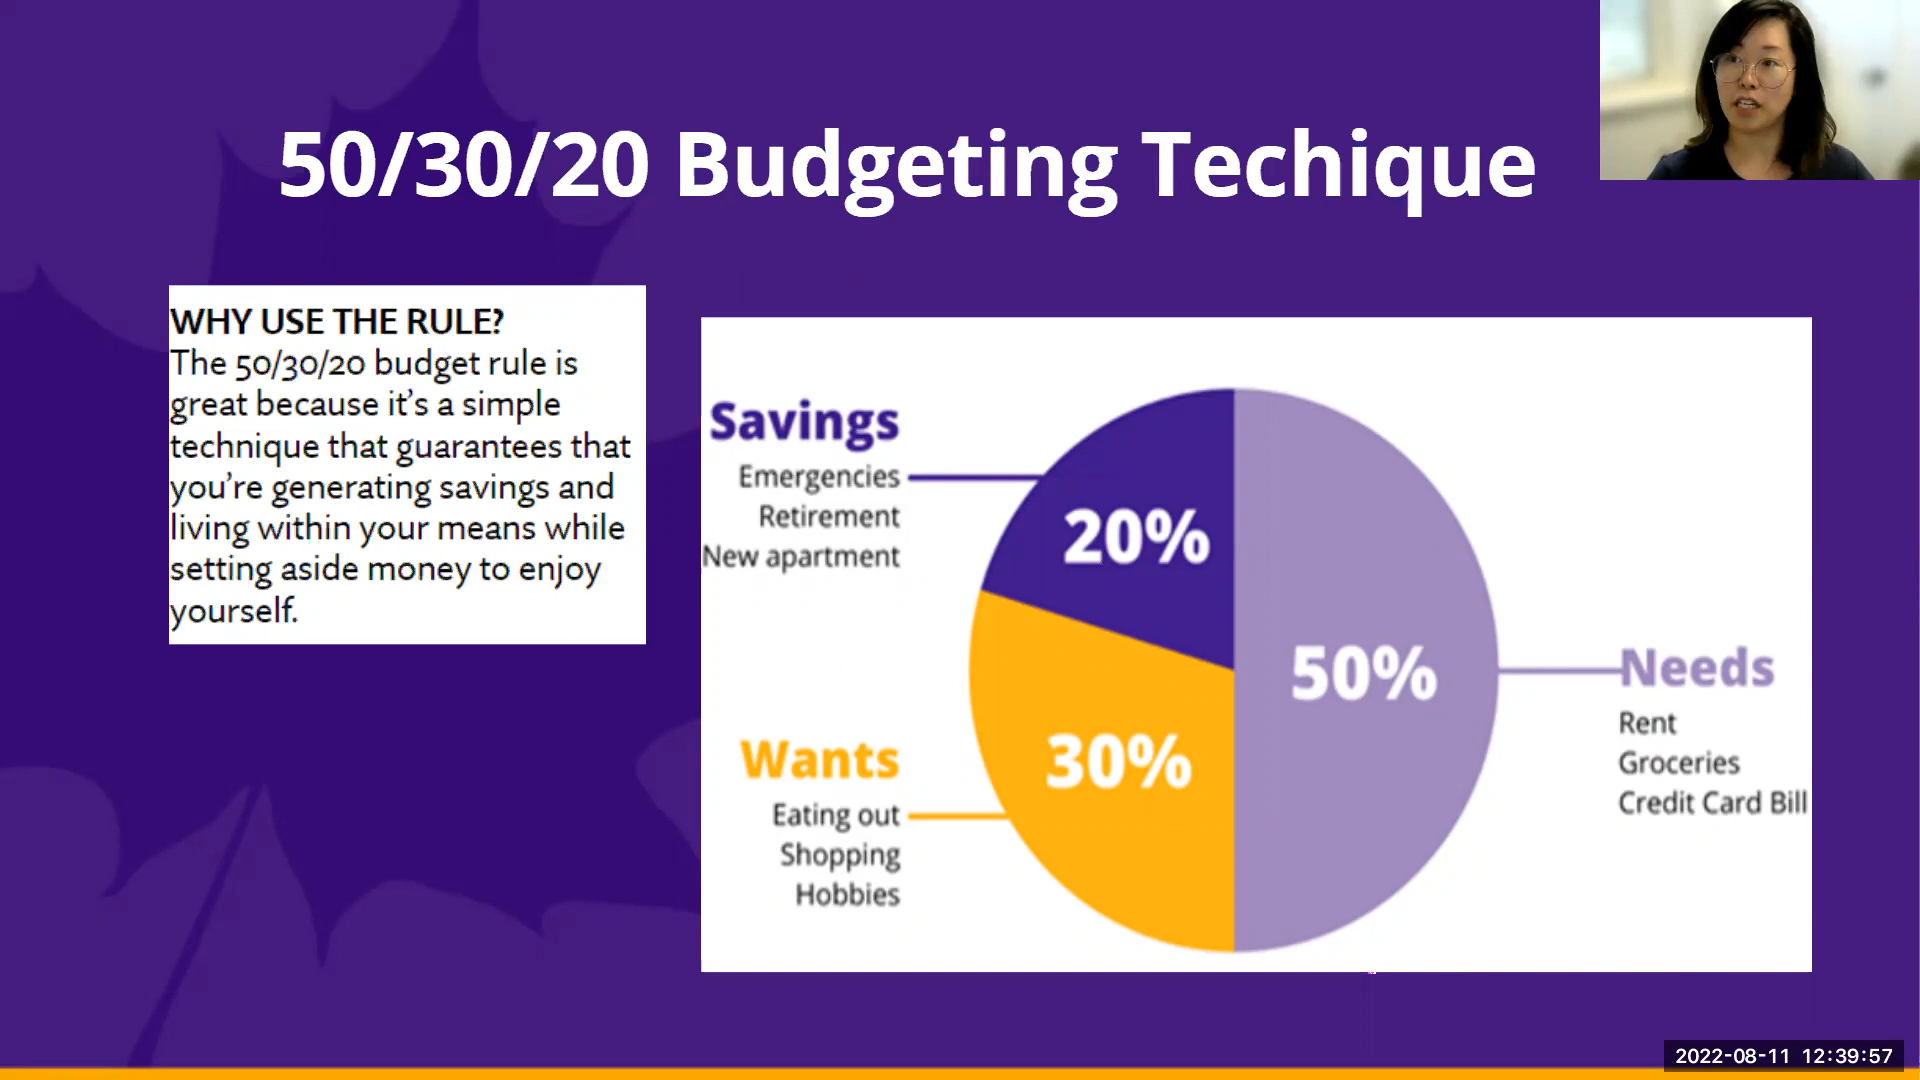 50/30/20 Budgeting Techique
WHY USE THE RULE?
The 50/30/20 budget rule is
great because it's a simple
technique that guarantees that
you're generating savings and
living within your means while
setting aside money to enjoy
yourself.
Savings
Emergencies
Retirement
New apartment
20%
50%
Needs
Rent
Groceries
Credit Card Bill
Wants
Eating out
Shopping
Hobbies
30%
2022-08-11 12:39:57